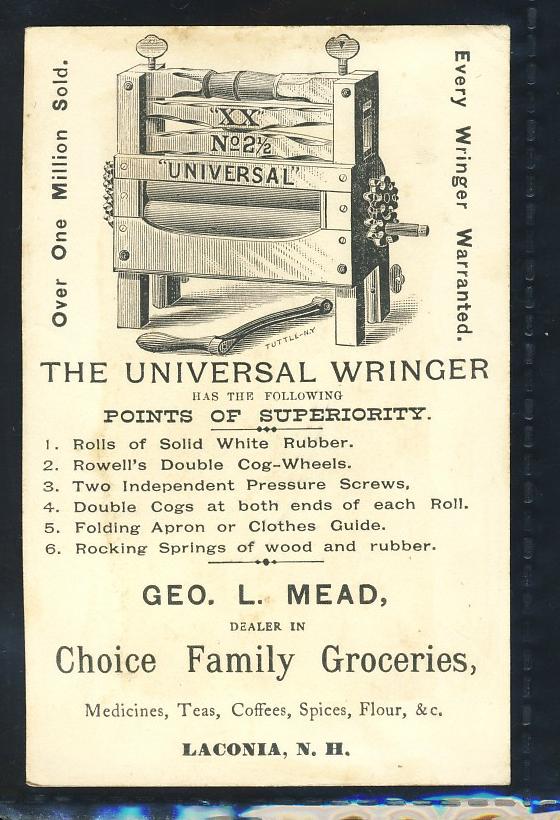 Over One Million Sold.
Every Wringer Warranted.
"XX"
No 2½
"UNIVERSAL"
TUTTLE-N.Y
THE UNIVERSAL WRINGER
HAS THE FOLLOWING
POINTS OF SUPERIORITY.
1. Rolls of Solid White Rubber.
2. Rowell's Double Cog-Wheels.
3. Two Independent Pressure Screws,
4. Double Cogs at both ends of each Roll.
5. Folding Apron or Clothes Guide.
6. Rocking Springs of wood and rubber.
GEO. L. MEAD,
DEALER IN
Choice Family Groceries,
Medicines, Teas, Coffees, Spices, Flour, &c.
LACONIA, N. H.